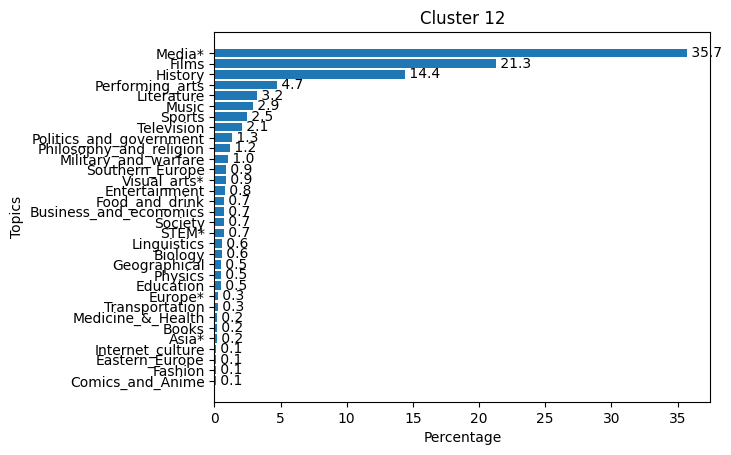 Cluster 12
Media* 35.7
Films 21.3
History 14.4
Performing_arts 4.7
Literature 3.2
Music 2.9
Sports 2.5
Television 2.1
Politics_and_government 1.3
Philosophy_and_religion 1.2
Military_and_warfare 1.0
Southern_Europe 0.9
Visual_arts* 0.9
Entertainment 0.8
Food_and_drink 0.7
Business_and_economics 0.7
Society 0.7
STEM* 0.7
Linguistics 0.6
Biology 0.6
Geographical 0.5
Physics 0.5
Education 0.5
Europe* 0.3
Transportation 0.3
Medicine_&_Health 0.2
Books 0.2
Asia* 0.2
Internet_culture 0.1
Eastern_Europe 0.1
Fashion 0.1
Comics_and_Anime 0.1
Topics
0 5 10 15 20 25 30 35
Percentage